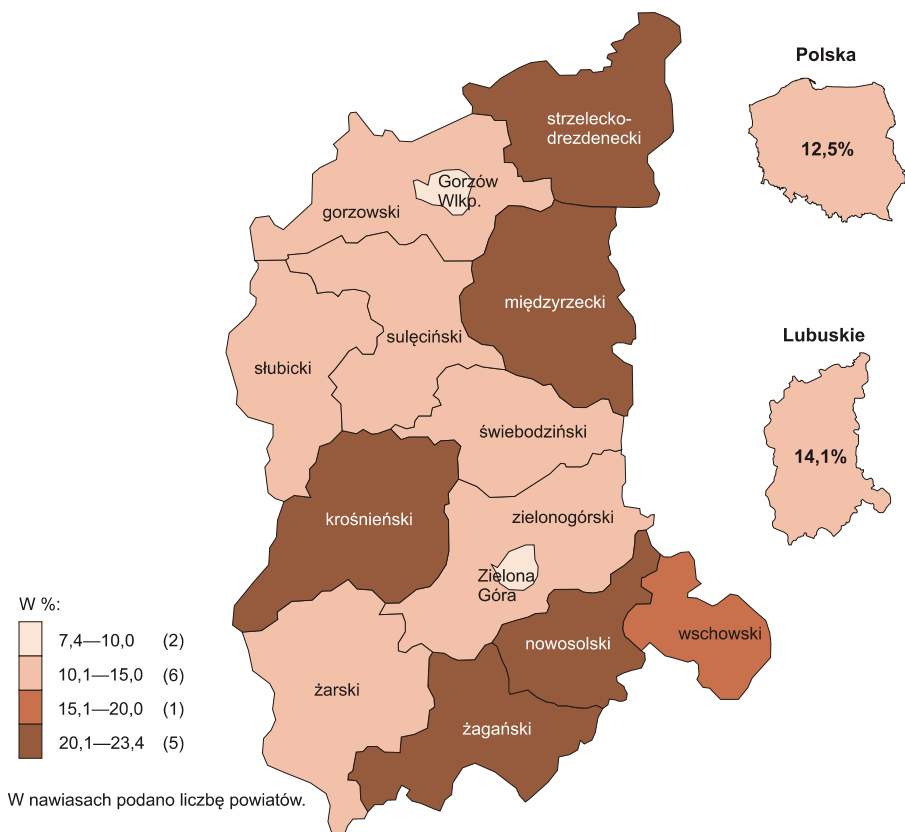 Polska
12,5%
strzelecko-
drezdenecki
Gorzów
Wlkp.
gorzowski
międzyrzecki
Lubuskie
14,1%
sulęciński
słubicki
świebodziński
krośnieński
zielonogórski
Zielona
Góra
nowosolski
wschowski
żarski
żagański
W %:
7,4—10,0 (2)
10,1—15,0 (6)
15,1—20,0 (1)
20,1—23,4 (5)
W nawiasach podano liczbę powiatów.